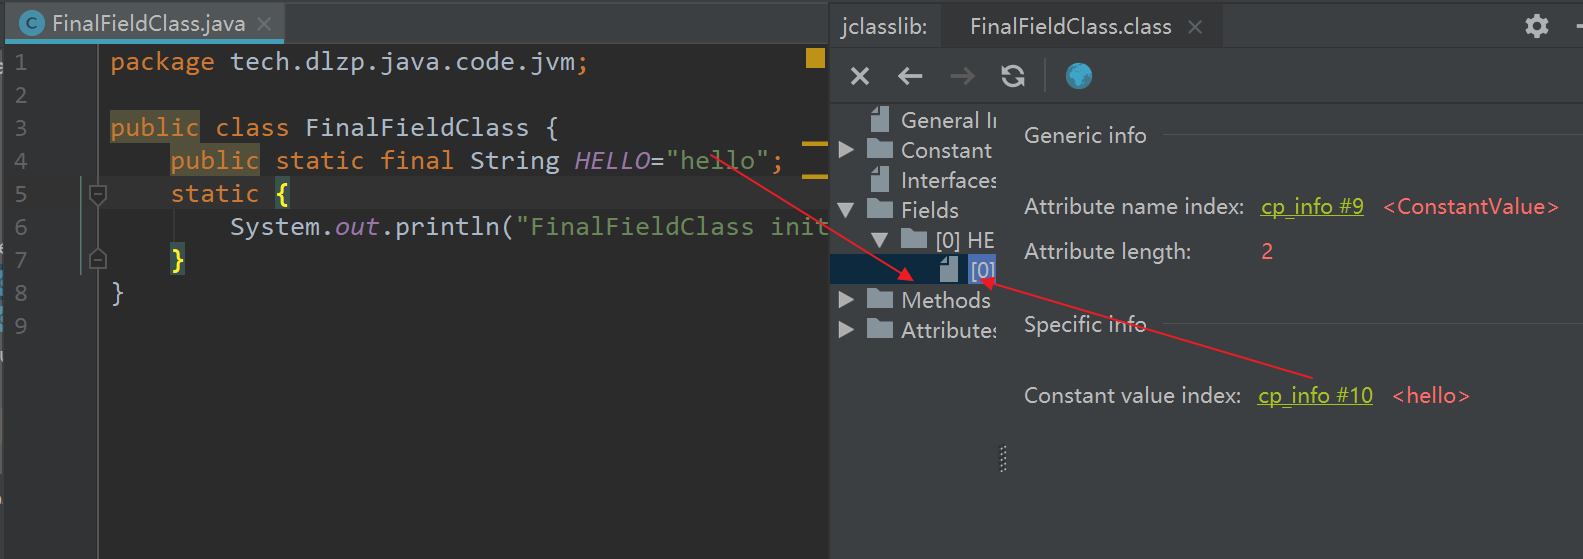 FinalFieldClass.java
1 package tech.dlzp.java.code.jvm;
2
3 public class FinalFieldClass {
4 public static final String HELLO="hello";
5 static {
6 System.out.println("FinalFieldClass init
7 }
8 }
9
jclasslib: FinalFieldClass.class
General I
Constant
Interfaces
Fields
[0] HE
[0]
Methods
Attributes
Generic info
Attribute name index: cp_info #9 <ConstantValue>
Attribute length: 2
Specific info
Constant value index: cp_info #10 <hello>